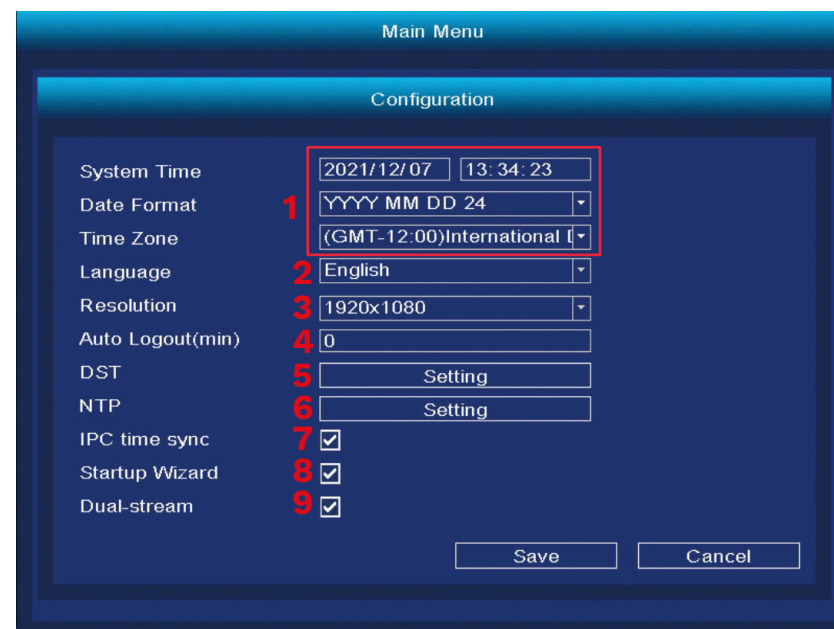 Main Menu
Configuration
System Time 2021/12/07 13:34:23
Date Format YYYY MM DD 24
1
Time Zone (GMT-12:00)International
Language 2 English
Resolution 3 1920x1080
Auto Logout(min) 4 0
DST 5 Setting
NTP 6 Setting
IPC time sync 7
Startup Wizard 8
Dual-stream 9
Save Cancel